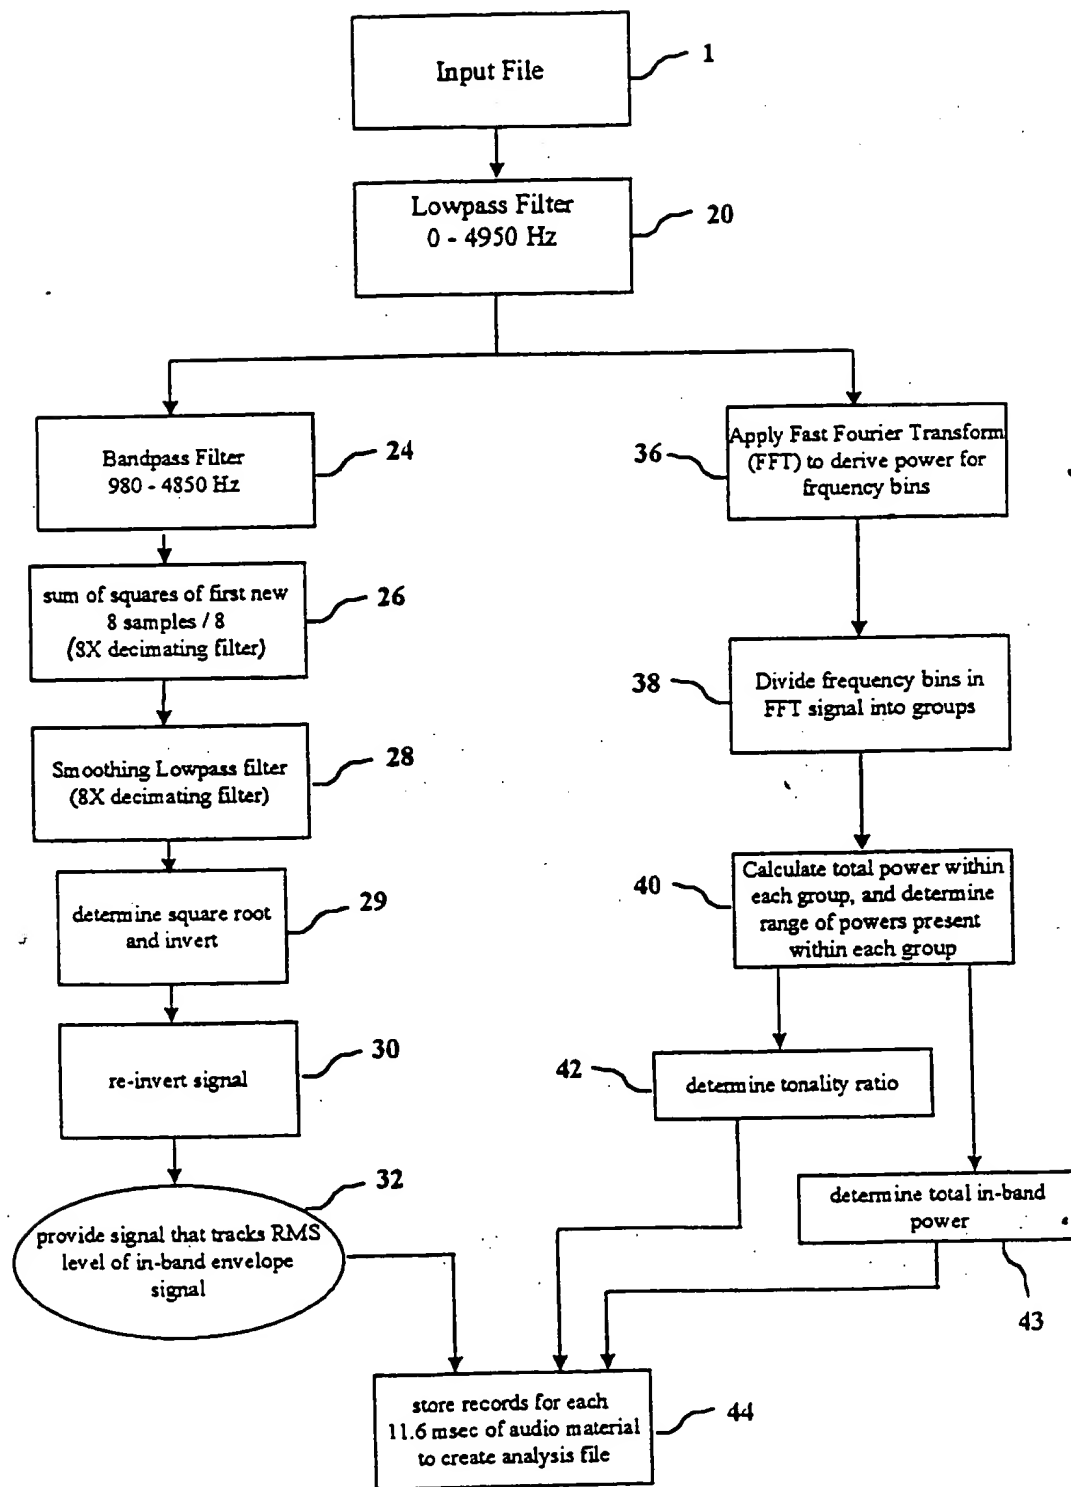 Input File
1
Lowpass Filter
0 - 4950 Hz
20
Bandpass Filter
980 - 4850 Hz
24
sum of squares of first new
8 samples / 8
(8X decimating filter)
26
Smoothing Lowpass filter
(8X decimating filter)
28
determine square root
and invert
29
re-invert signal
30
provide signal that tracks RMS
level of in-band envelope
signal
32
Apply Fast Fourier Transform
(FFT) to derive power for
frquency bins
36
Divide frequency bins in
FFT signal into groups
38
Calculate total power within
each group, and determine
range of powers present
within each group
40
determine tonality ratio
42
determine total in-band
power
43
store records for each
11.6 msec of audio material
to create analysis file
44